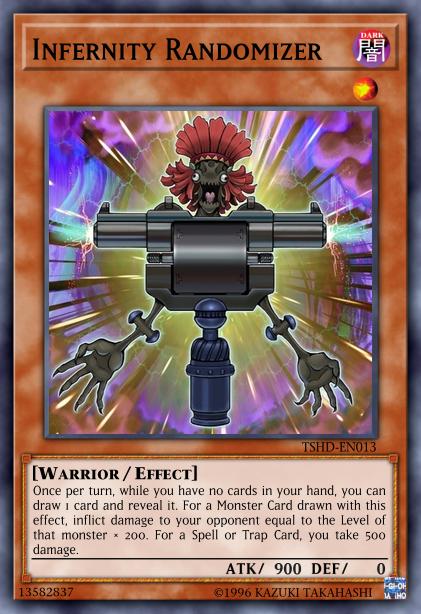 INFERNITY RANDOMIZER
DARK
闇
TSHD-EN013
[WARRIOR / EFFECT]
Once per turn, while you have no cards in your hand, you can
draw 1 card and reveal it. For a Monster Card drawn with this
effect, inflict damage to your opponent equal to the Level of
that monster × 200. For a Spell or Trap Card, you take 500
damage.
ATK/ 900 DEF/ 0
13582837
©1996 KAZUKI TAKAHASHI